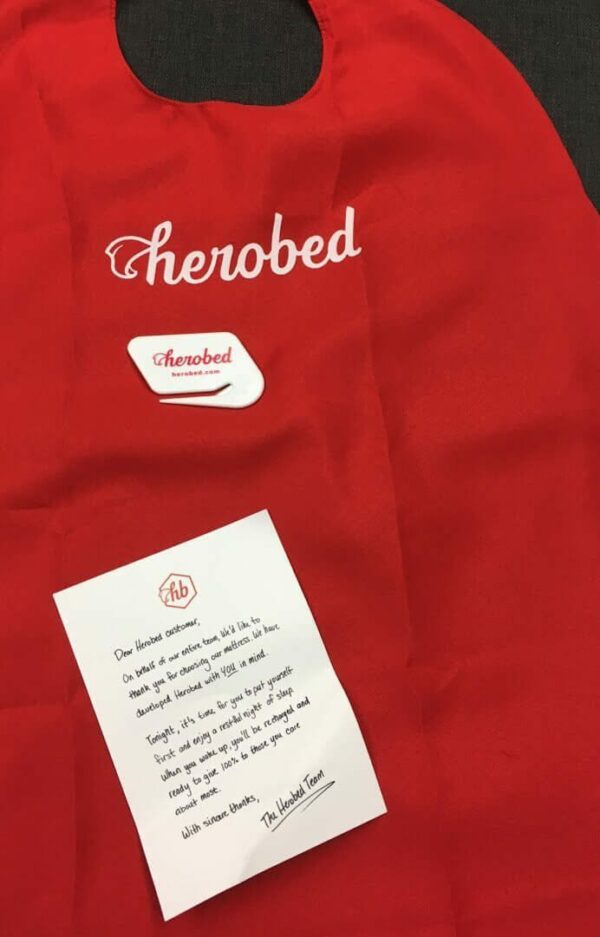 herobed
herobed
herobed.com
hb
Dear Herobed customer,
On behalf of our entire team, We'd like to
thank you for choosing our mattress. We have
developed Herobed with YOU in mind.
Tonight, it's time for you to put yourself
first and enjoy a restful night of sleep.
When you wake up, you'll be recharged and
ready to give 100% to those you care
about most.
With sincere thanks,
The Herobed Team